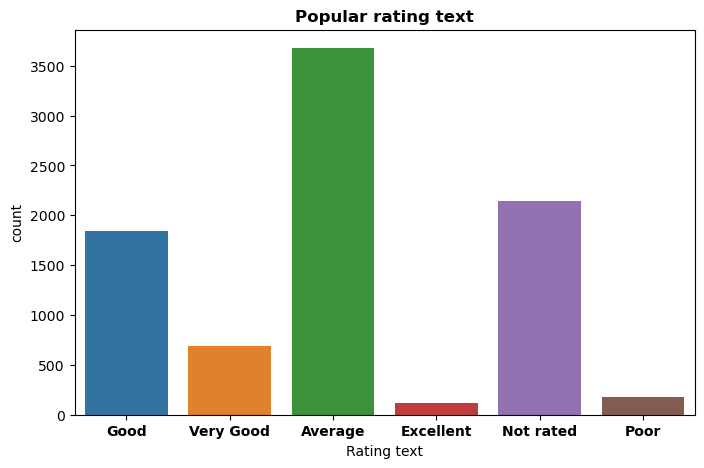 Popular rating text
count
3500
3000
2500
2000
1500
1000
500
0
Good Very Good Average Excellent Not rated Poor
Rating text